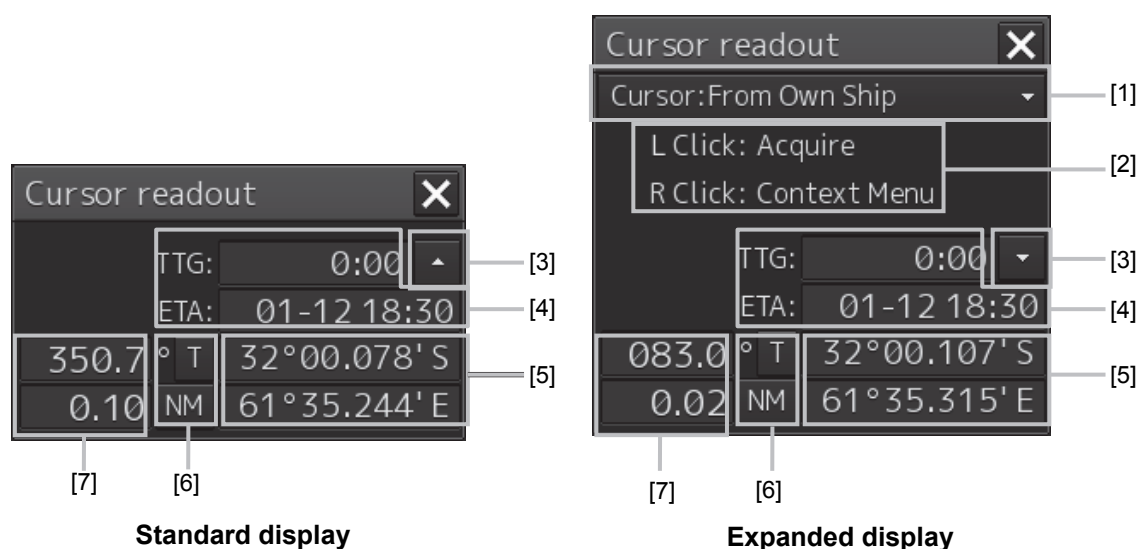 Cursor readout
TTG: 0:00 [3]
ETA: 01-12 18:30 [4]
350.7 ° T 32°00.078' S [5]
0.10 NM 61°35.244' E
[7] [6]
Standard display
Cursor readout
Cursor:From Own Ship [1]
L Click: Acquire [2]
R Click: Context Menu
TTG: 0:00 [3]
ETA: 01-12 18:30 [4]
083.0 ° T 32°00.107' S [5]
0.02 NM 61°35.315' E
[7] [6]
Expanded display